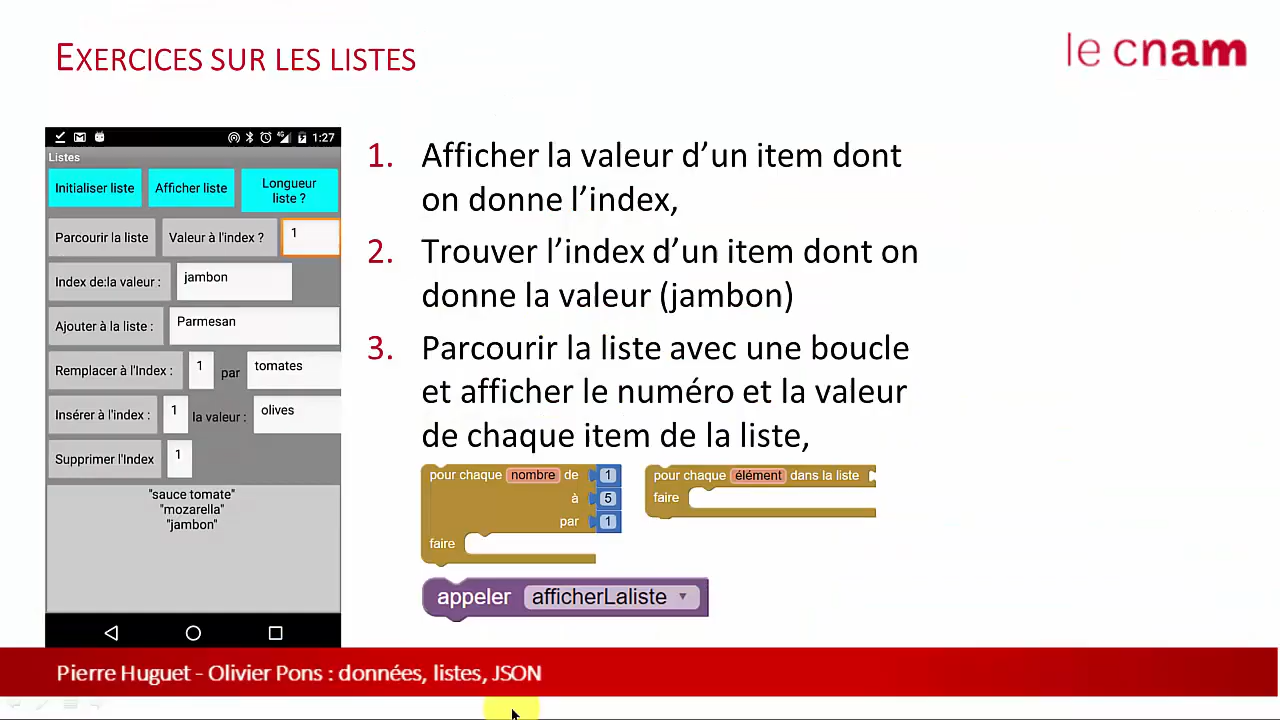 EXERCICES SUR LES LISTES
le cnam
4G 1:27
Listes
Initialiser liste
Afficher liste
Longueur
liste ?
Parcourir la liste
Valeur à l'index ?
1
Index de:la valeur :
jambon
Ajouter à la liste :
Parmesan
Remplacer à l'Index :
1
par
tomates
Insérer à l'index :
1
la valeur :
olives
Supprimer l'Index
1
"sauce tomate"
"mozarella"
"jambon"
1. Afficher la valeur d’un item dont
on donne l’index,
2. Trouver l’index d’un item dont on
donne la valeur (jambon)
3. Parcourir la liste avec une boucle
et afficher le numéro et la valeur
de chaque item de la liste,
pour chaque nombre de 1
à 5
par 1
faire
pour chaque élément dans la liste
faire
appeler afficherLaliste
Pierre Huguet - Olivier Pons : données, listes, JSON